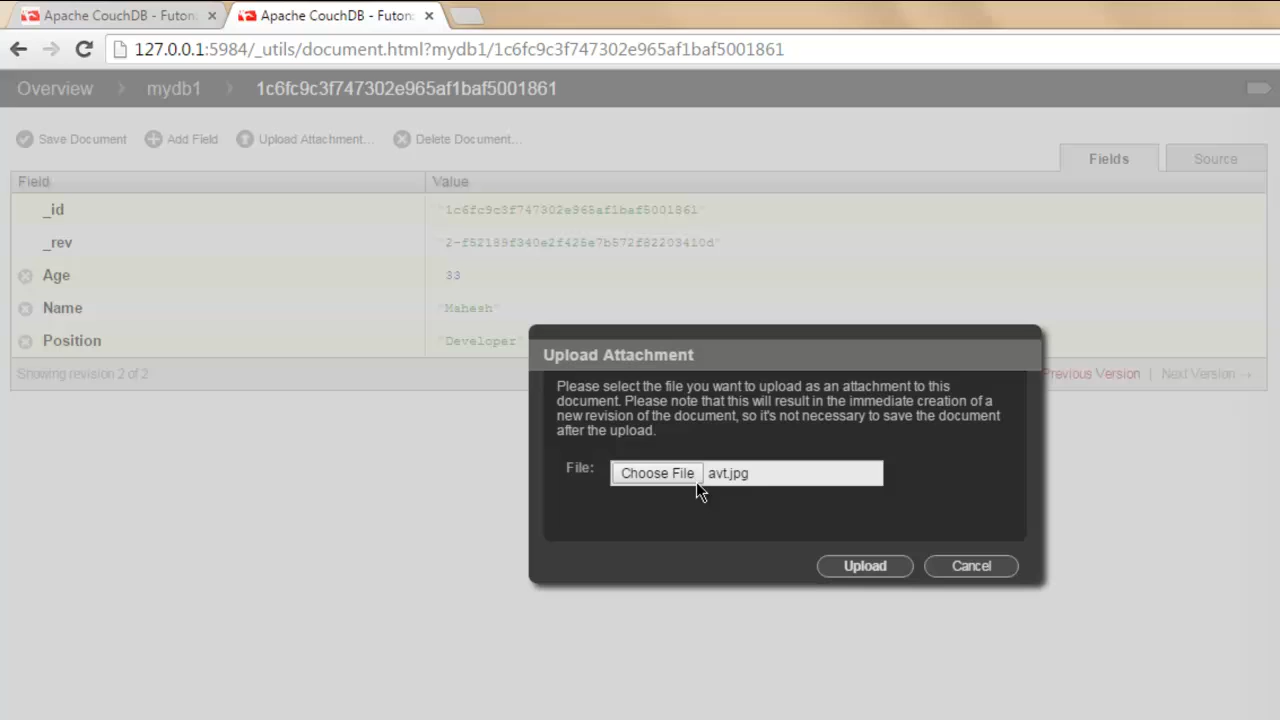 Apache CouchDB - Futon:
Apache CouchDB - Futon:
127.0.0.1:5984/_utils/document.html?mydb1/1c6fc9c3f747302e965af1baf5001861
Overview mydb1 1c6fc9c3f747302e965af1baf5001861
Save Document Add Field Upload Attachment... Delete Document...
Fields Source
Field Value
_id "1c6fc9c3f747302e965af1baf5001861"
_rev "2-f52189f340e2f425e7b572f82203410d"
Age 33
Name "Mahesh"
Position "Developer"
Showing revision 2 of 2 Previous Version | Next Version →
Upload Attachment
Please select the file you want to upload as an attachment to this
document. Please note that this will result in the immediate creation of a
new revision of the document, so it's not necessary to save the document
after the upload.
File: Choose File avt.jpg
Upload Cancel